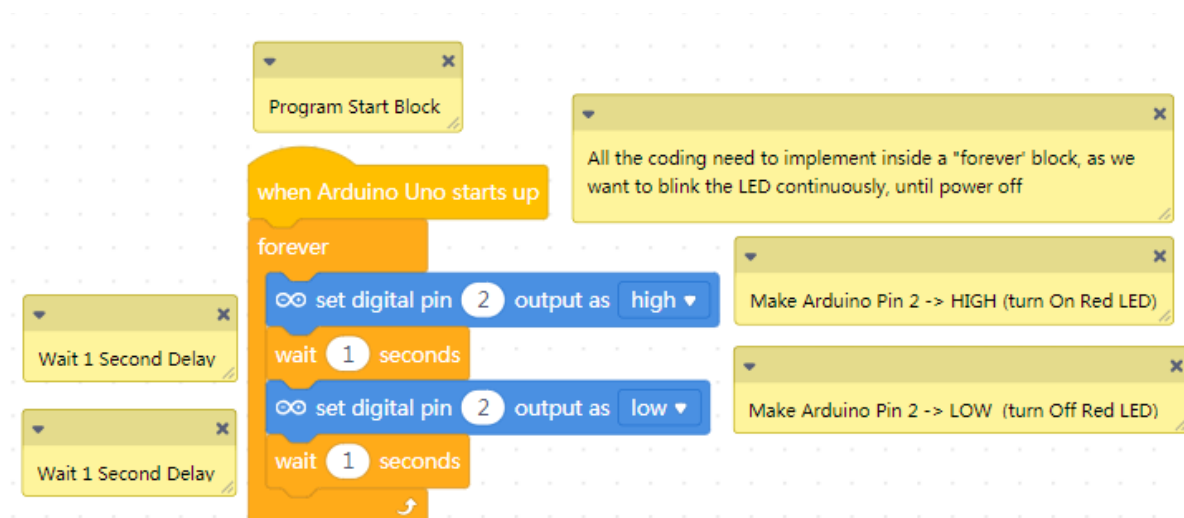 Program Start Block
All the coding need to implement inside a "forever' block, as we
want to blink the LED continuously, until power off
when Arduino Uno starts up
forever
set digital pin 2 output as high
Make Arduino Pin 2 -> HIGH (turn On Red LED)
Wait 1 Second Delay
wait 1 seconds
set digital pin 2 output as low
Make Arduino Pin 2 -> LOW (turn Off Red LED)
Wait 1 Second Delay
wait 1 seconds